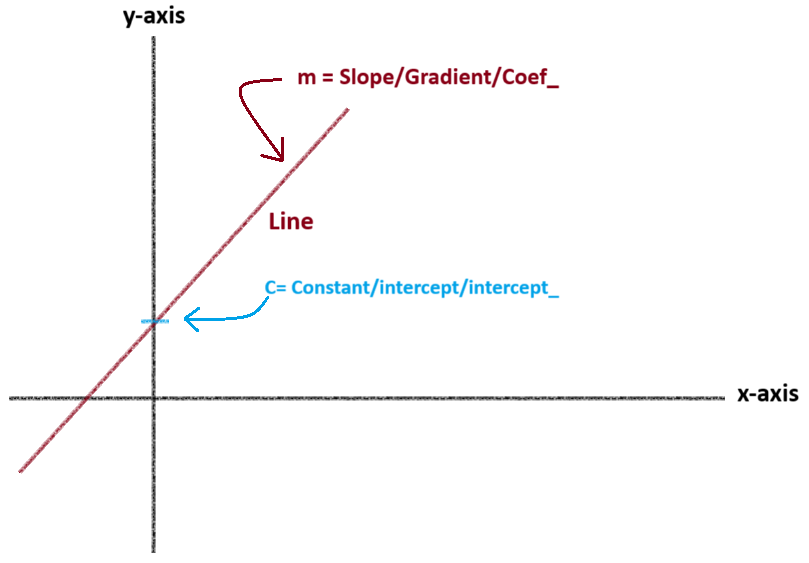 y-axis
m = Slope/Gradient/Coef_
Line
C= Constant/intercept/intercept_
x-axis